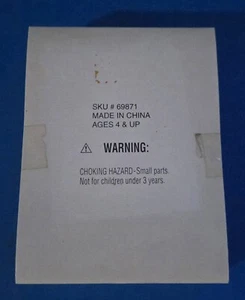 SKU # 69871
MADE IN CHINA
AGES 4 & UP
⚠ WARNING:
CHOKING HAZARD-Small parts.
Not for children under 3 years.